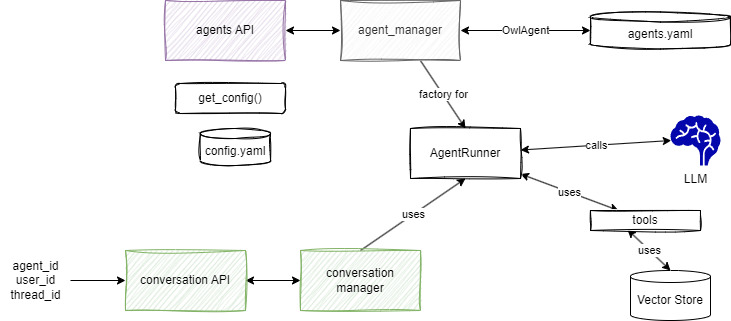 agents API
agent_manager
OwlAgent
agents.yaml
get_config()
factory for
config.yaml
AgentRunner
calls
LLM
uses
uses
tools
uses
agent_id
user_id
thread_id
conversation API
conversation
manager
Vector Store